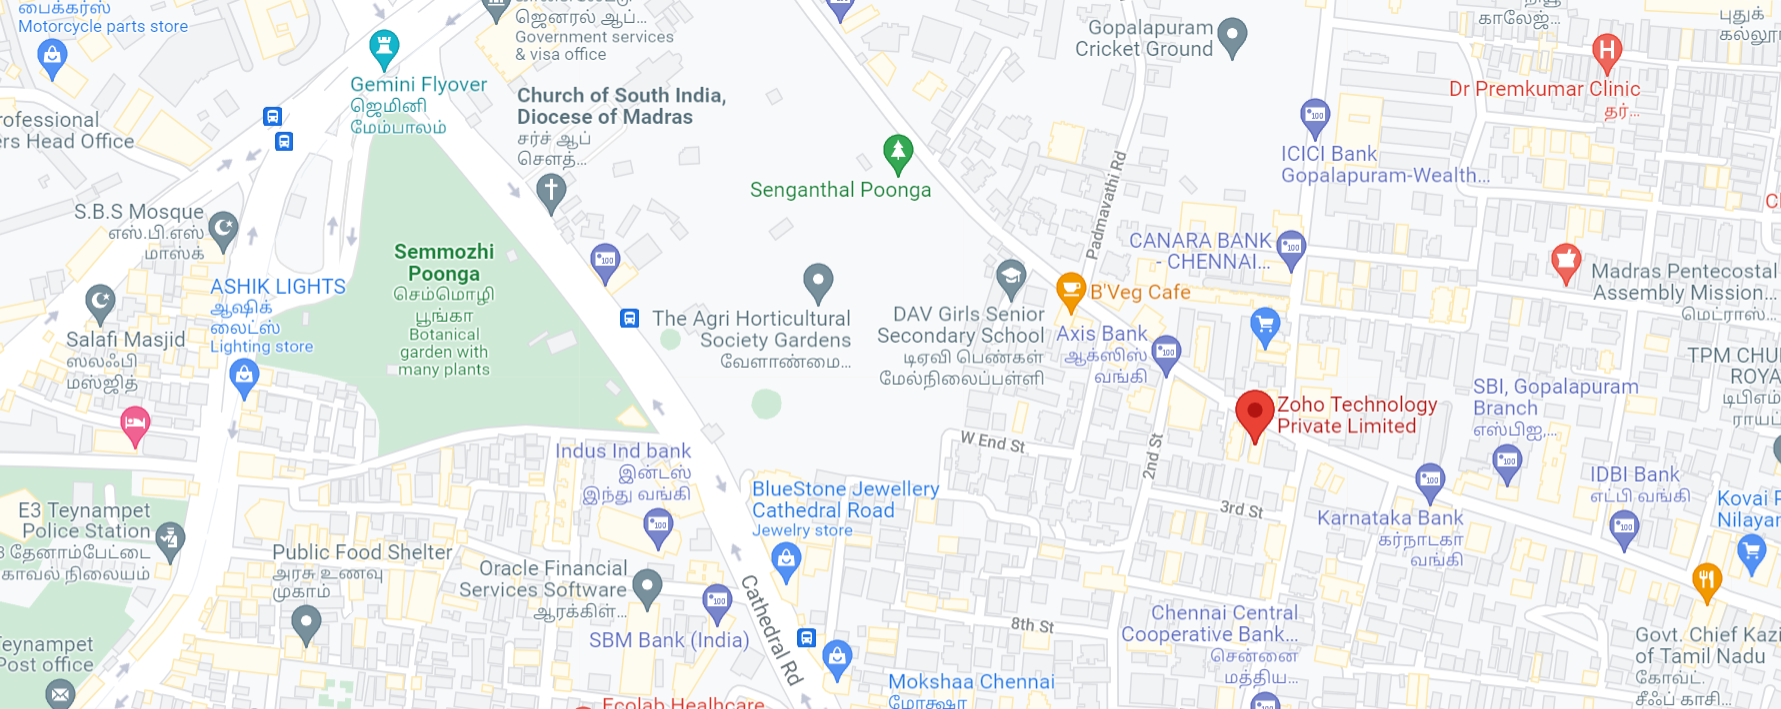 பைக்கர்ஸ்
Motorcycle parts store
ஜெனரல் ஆப்...
Government services
& visa office
Gemini Flyover
ஜெமினி
மேம்பாலம்
Church of South India,
Diocese of Madras
சர்ச் ஆப்
சௌத்...
Gopalapuram
Cricket Ground
காலேஜ்...
புதுக்
Dr Premkumar Clinic
தர்...
ICICI Bank
Gopalapuram-Wealth...
rofessional
ers Head Office
Senganthal Poonga
Padmavathi Rd
S.B.S Mosque
எஸ்.பி.எஸ்
மாஸ்க்
Semmozhi
Poonga
செம்மொழி
பூங்கா
Botanical
garden with
many plants
CANARA BANK
- CHENNAI...
Madras Pentecostal
Assembly Mission...
மெட்ராஸ்...
ASHIK LIGHTS
ஆஷிக்
லைட்ஸ்
Lighting store
B'Veg Cafe
The Agri Horticultural
Society Gardens
வேளாண்மை...
DAV Girls Senior
Secondary School
டிஏவி பெண்கள்
மேல்நிலைப்பள்ளி
Axis Bank
ஆக்ஸிஸ்
வங்கி
Salafi Masjid
ஸலஃபி
மஸ்ஜித்
TPM CHU
ROYA
டிபிஎம்
ராயப்
SBI, Gopalapuram
Branch
எஸ்பிஐ,...
Zoho Technology
Private Limited
W End St
2nd St
Indus Ind bank
இன்டஸ்
இந்து வங்கி
BlueStone Jewellery
Cathedral Road
Jewelry store
3rd St
Karnataka Bank
கர்நாடகா
வங்கி
IDBI Bank
எட்பி வங்கி
Kovai P
Nilayar
E3 Teynampet
Police Station
3 தேனாம்பேட்டை
காவல் நிலையம்
Public Food Shelter
அரசு உணவு
முகாம்
Oracle Financial
Services Software
ஆரக்கிள்...
SBM Bank (India)
Cathedral Rd
8th St
Chennai Central
Cooperative Bank...
சென்னை
மத்திய...
Govt. Chief Kazi
of Tamil Nadu
கோவ்ட்.
சீஃப் காசி...
eynampet
Post office
Mokshaa Chennai
மோக்ஷா
Ecolab Healhcare